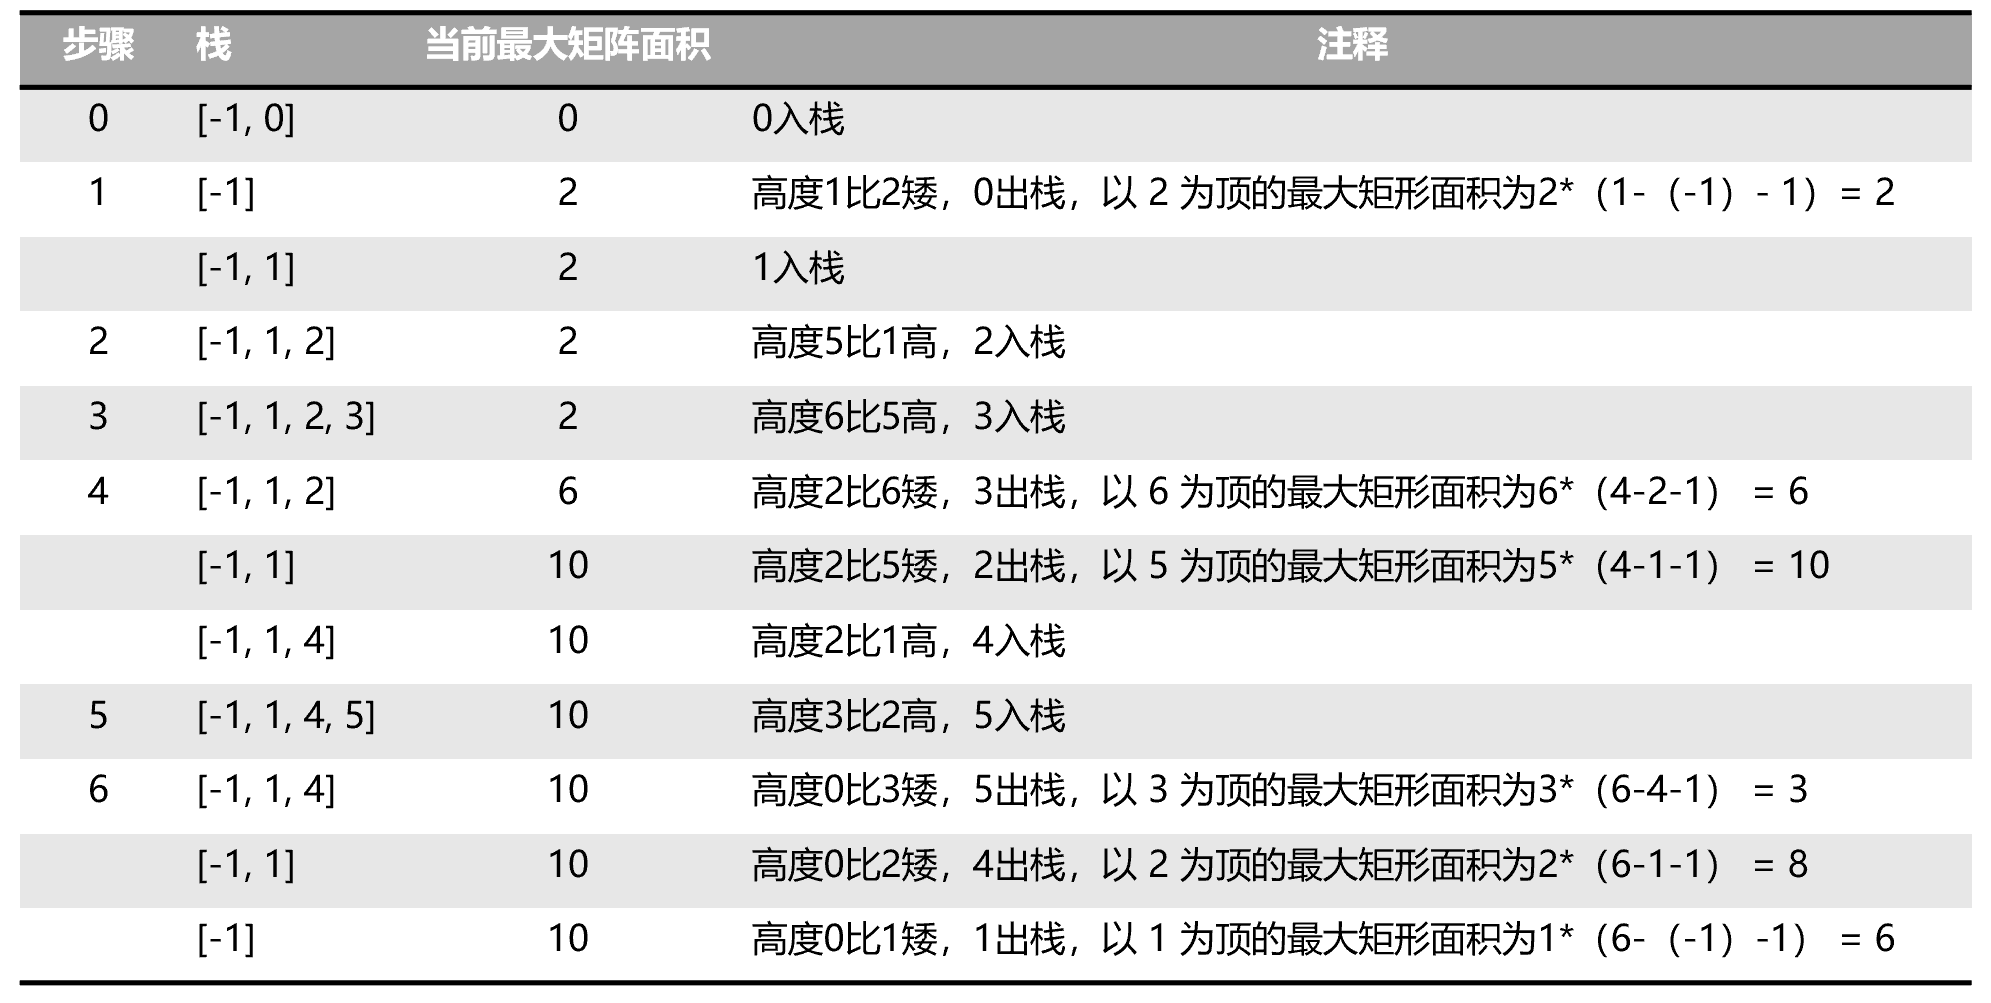 步骤 栈 当前最大矩阵面积 注释
0 [-1, 0] 0 0入栈
1 [-1] 2 高度1比2矮，0出栈，以 2 为顶的最大矩形面积为2*（1-（-1）- 1）= 2
[-1, 1] 2 1入栈
2 [-1, 1, 2] 2 高度5比1高，2入栈
3 [-1, 1, 2, 3] 2 高度6比5高，3入栈
4 [-1, 1, 2] 6 高度2比6矮，3出栈，以 6 为顶的最大矩形面积为6*（4-2-1） = 6
[-1, 1] 10 高度2比5矮，2出栈，以 5 为顶的最大矩形面积为5*（4-1-1） = 10
[-1, 1, 4] 10 高度2比1高，4入栈
5 [-1, 1, 4, 5] 10 高度3比2高，5入栈
6 [-1, 1, 4] 10 高度0比3矮，5出栈，以 3 为顶的最大矩形面积为3*（6-4-1） = 3
[-1, 1] 10 高度0比2矮，4出栈，以 2 为顶的最大矩形面积为2*（6-1-1） = 8
[-1] 10 高度0比1矮，1出栈，以 1 为顶的最大矩形面积为1*（6-（-1）-1） = 6